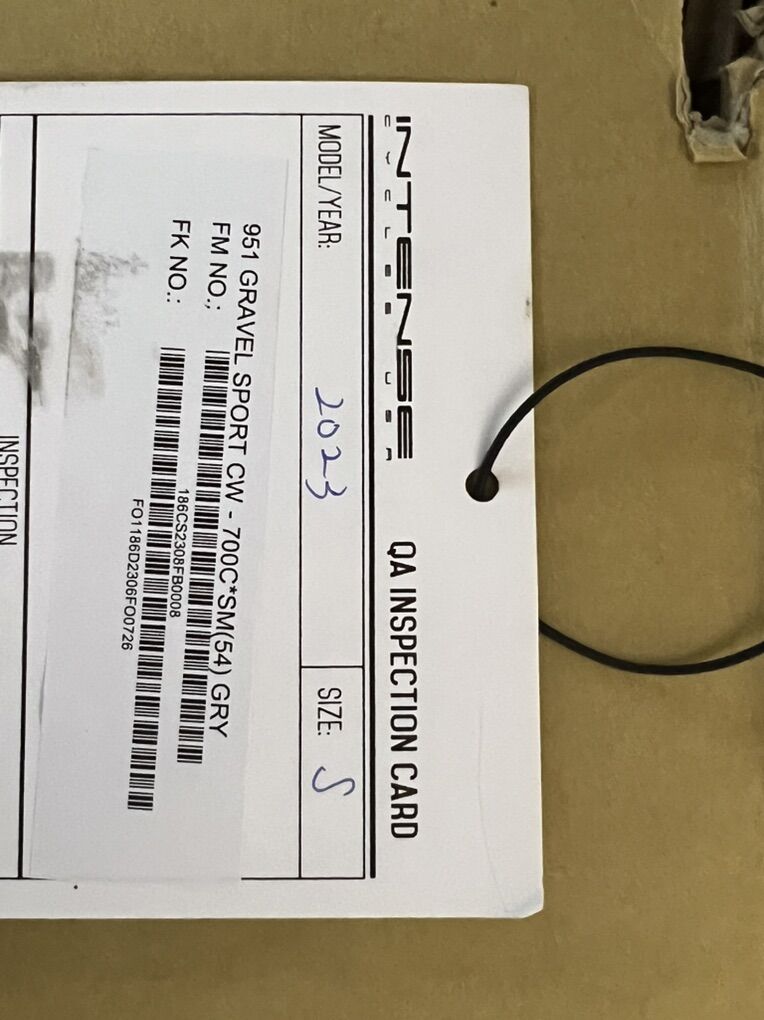 INTENSE
CYCLES USA
QA INSPECTION CARD
MODEL/YEAR: 2023
SIZE: S
951 GRAVEL SPORT CW - 700C*SM(54) GRY
FM NO.;
186CS2308FB0008
FK NO.:
FO1186D2306FO0726
INSPECTION